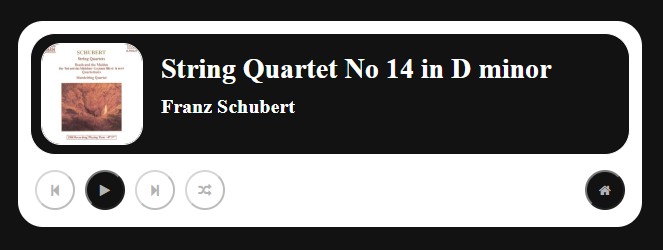 SCHUBERT
String Quartets
String Quartet No 14 in D minor
Franz Schubert